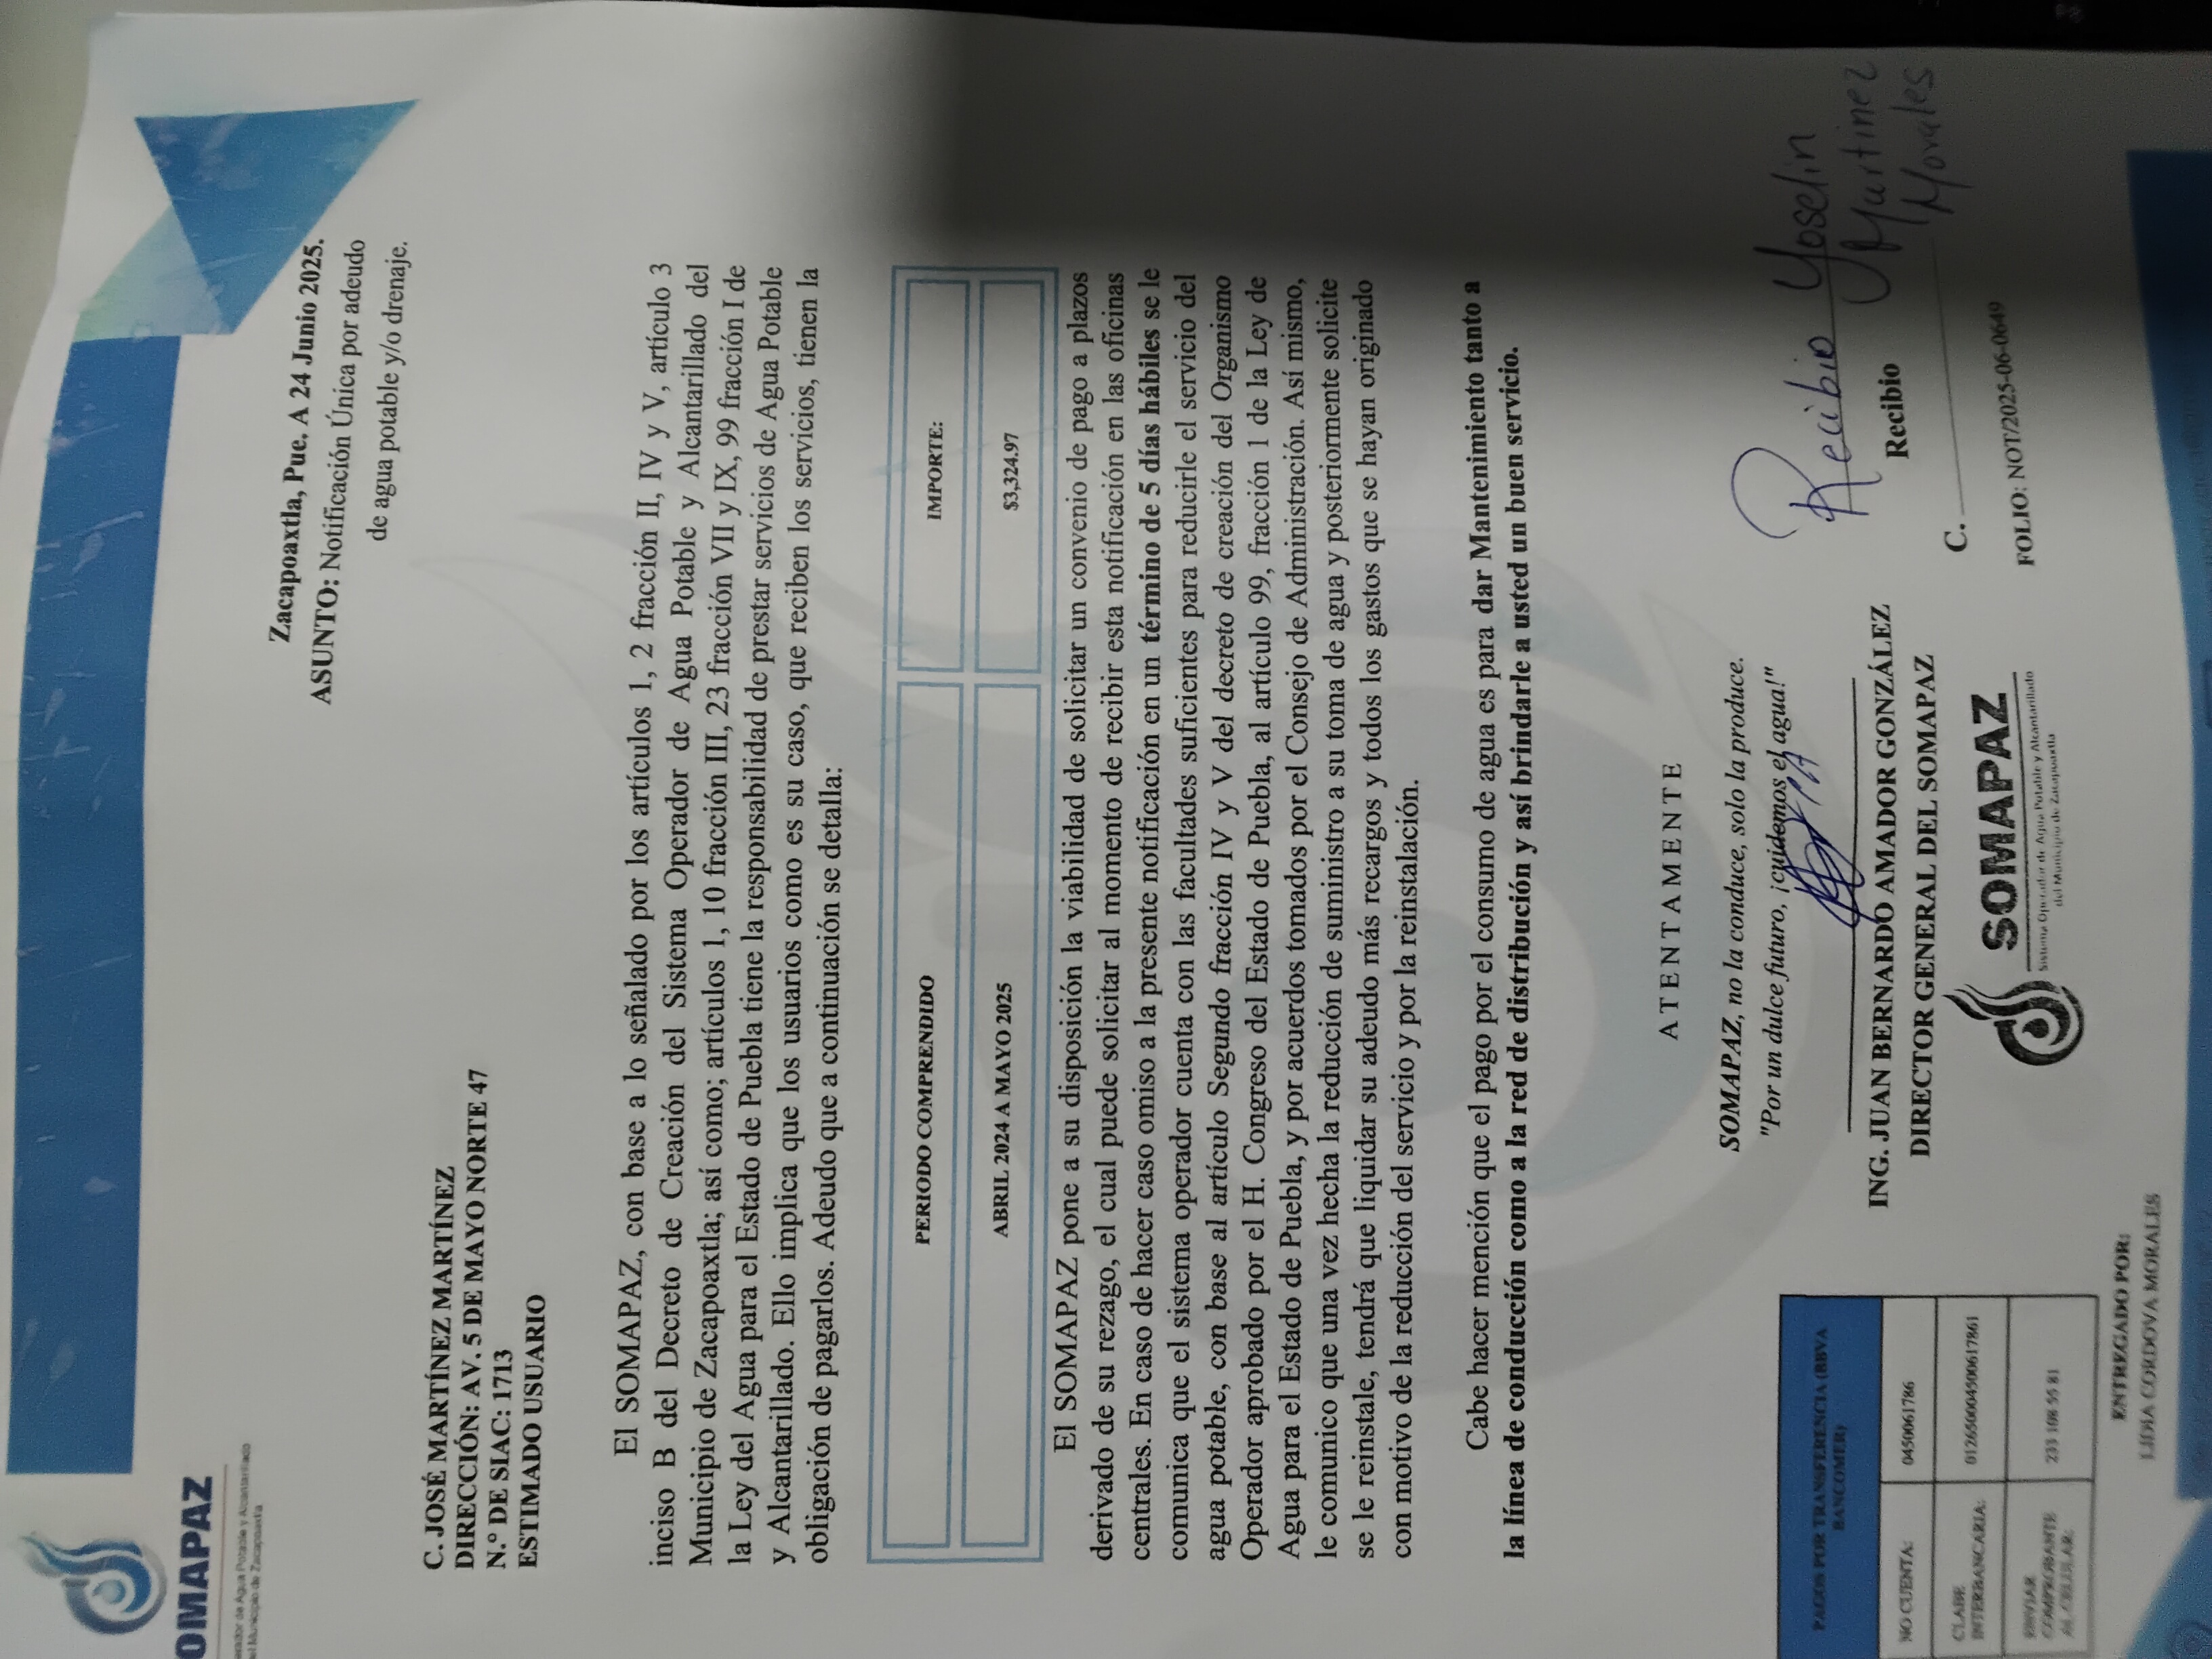 OMAPAZ
erador de Agua Potable y Alcantarillado
el Municipio de Zacapoaxtla
Zacapoaxtla, Pue. A 24 Junio 2025.
ASUNTO: Notificación Única por adeudo
de agua potable y/o drenaje.
C. JOSÉ MARTÍNEZ MARTÍNEZ
DIRECCIÓN: AV. 5 DE MAYO NORTE 47
N.° DE SIAC: 1713
ESTIMADO USUARIO
El SOMAPAZ, con base a lo señalado por los artículos 1, 2 fracción II, IV y V, artículo 3
inciso B del Decreto de Creación del Sistema Operador de Agua Potable y Alcantarillado del
Municipio de Zacapoaxtla; así como; artículos 1, 10 fracción III, 23 fracción VII y IX, 99 fracción I de
la Ley del Agua para el Estado de Puebla tiene la responsabilidad de prestar servicios de Agua Potable
y Alcantarillado. Ello implica que los usuarios como es su caso, que reciben los servicios, tienen la
obligación de pagarlos. Adeudo que a continuación se detalla:
PERIODO COMPRENDIDO IMPORTE:
ABRIL 2024 A MAYO 2025 $3,324.97
El SOMAPAZ pone a su disposición la viabilidad de solicitar un convenio de pago a plazos
derivado de su rezago, el cual puede solicitar al momento de recibir esta notificación en las oficinas
centrales. En caso de hacer caso omiso a la presente notificación en un término de 5 días hábiles se le
comunica que el sistema operador cuenta con las facultades suficientes para reducirle el servicio del
agua potable, con base al artículo Segundo fracción IV y V del decreto de creación del Organismo
Operador aprobado por el H. Congreso del Estado de Puebla, al artículo 99, fracción 1 de la Ley de
Agua para el Estado de Puebla, y por acuerdos tomados por el Consejo de Administración. Así mismo,
le comunico que una vez hecha la reducción de suministro a su toma de agua y posteriormente solicite
se le reinstale, tendrá que liquidar su adeudo más recargos y todos los gastos que se hayan originado
con motivo de la reducción del servicio y por la reinstalación.
Cabe hacer mención que el pago por el consumo de agua es para dar Mantenimiento tanto a
la línea de conducción como a la red de distribución y así brindarle a usted un buen servicio.
ATENTAMENTE
SOMAPAZ, no la conduce, solo la produce.
"Por un dulce futuro, ¡cuidemos el agua!"
ING. JUAN BERNARDO AMADOR GONZÁLEZ
DIRECTOR GENERAL DEL SOMAPAZ
SOMAPAZ
Sistema Operador de Agua Potable y Alcantarillado
del Municipio de Zacapoaxtla
Recibio Yoselin
Martinez
Morales
Recibio
C.
FOLIO: NOT/2025-06-0649
PAGOS POR TRANSFERENCIA (BBVA
BANCOMER)
NO CUENTA: 0450061786
CLABE
INTERBANCARIA: 012650004500617861
ENVIAR
COMPROBANTE
AL CELULAR: 233 108 55 81
ENTREGADO POR:
LIDIA CORDOVA MORALES